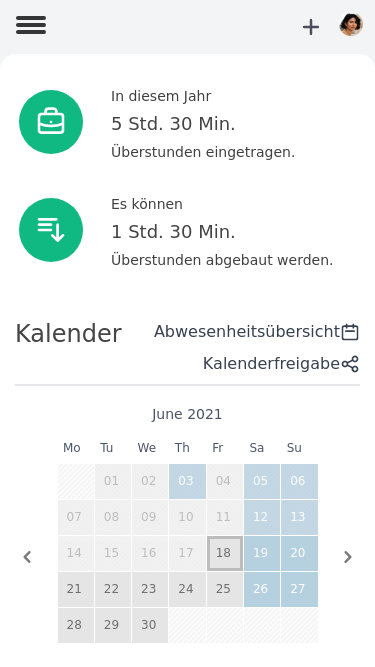 In diesem Jahr
5 Std. 30 Min.
Überstunden eingetragen.
Es können
1 Std. 30 Min.
Überstunden abgebaut werden.
Kalender
Abwesenheitsübersicht
Kalenderfreigabe
June 2021
Mo Tu We Th Fr Sa Su
01 02 03 04 05 06
07 08 09 10 11 12 13
14 15 16 17 18 19 20
21 22 23 24 25 26 27
28 29 30